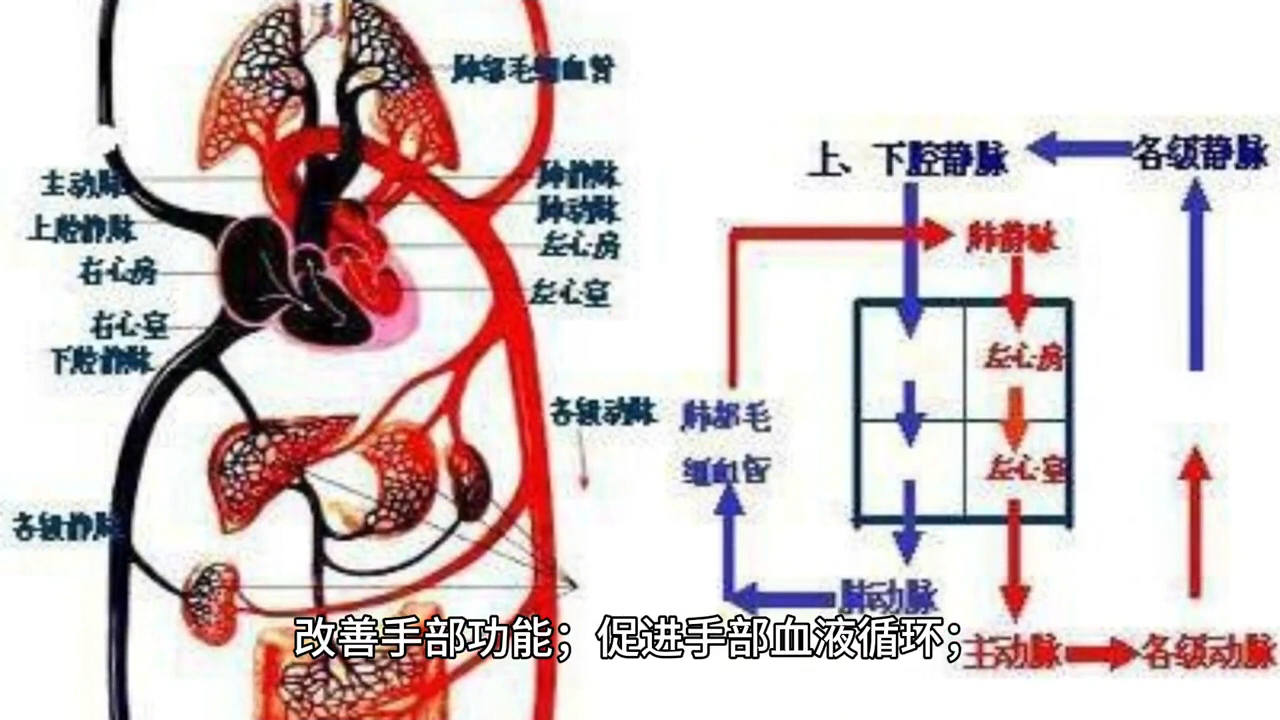 肺部毛细血管
主动脉
上腔静脉
右心房
右心室
下腔静脉
肺静脉
肺动脉
左心房
左心室
各级动脉
各级静脉
上、下腔静脉
各级静脉
肺静脉
左心房
左心室
肺部毛
细血管
肺动脉
主动脉
各级动脉
改善手部功能；促进手部血液循环；